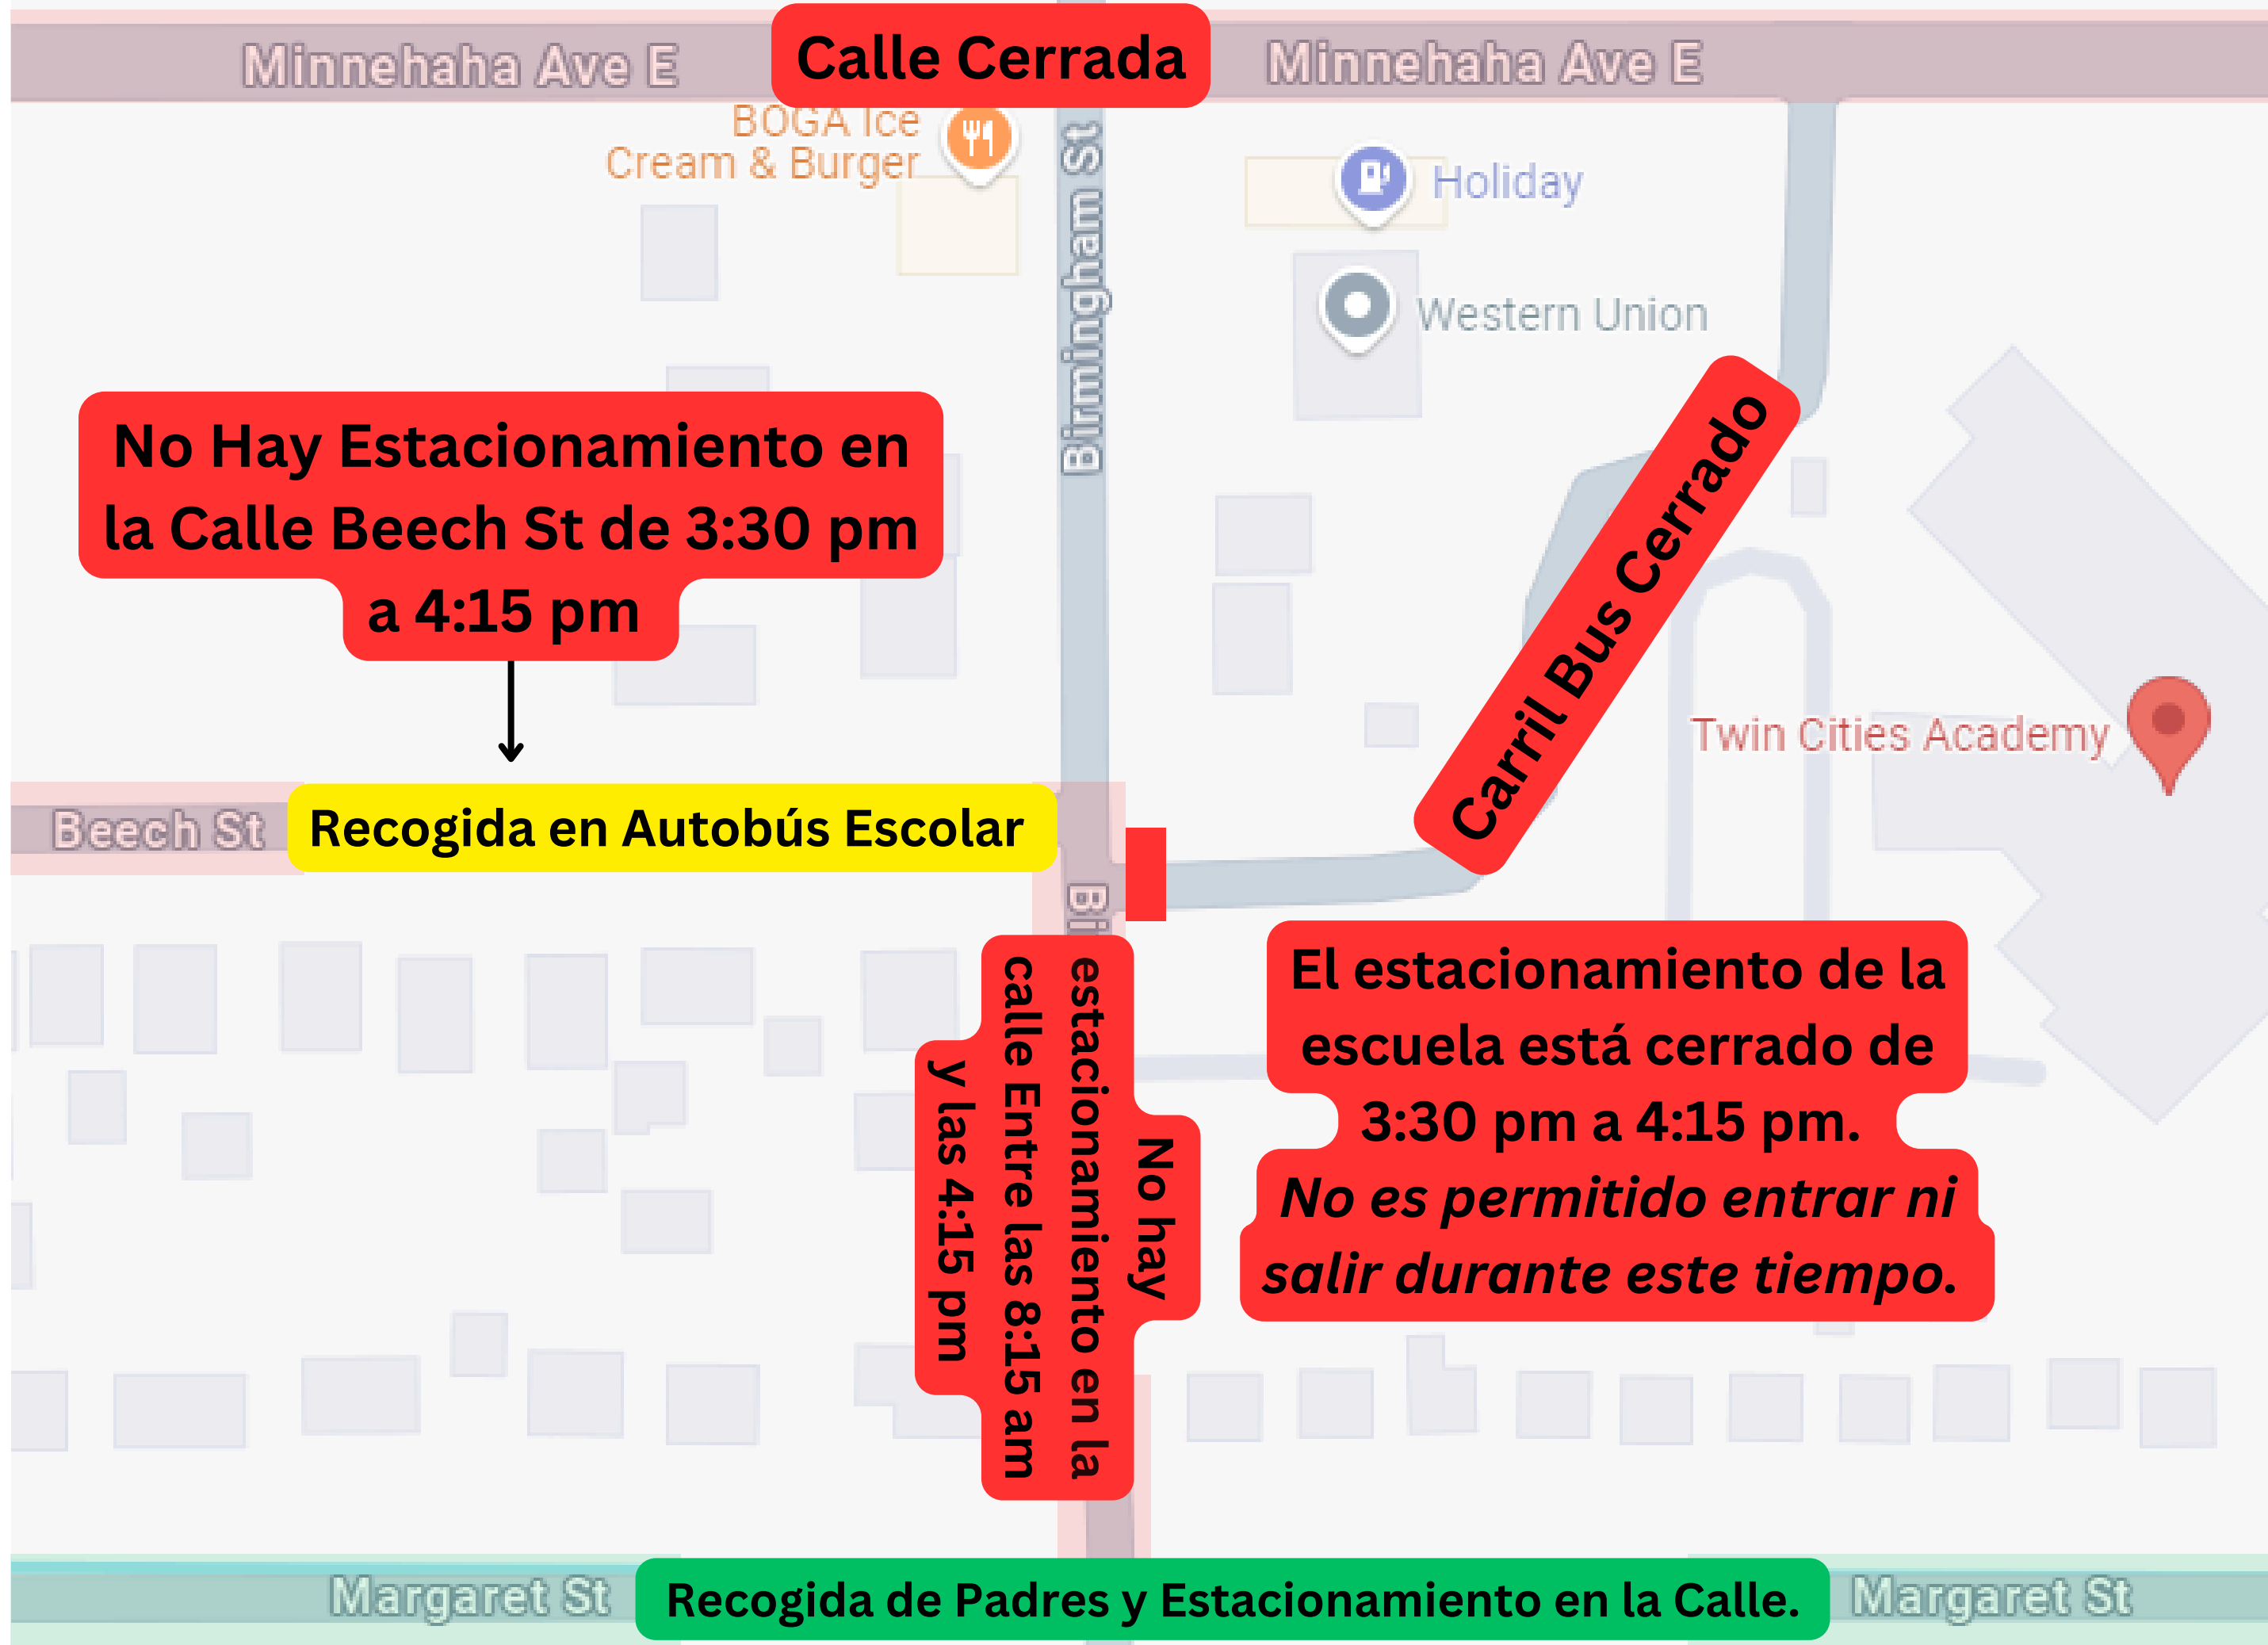 Minnehaha Ave E
Calle Cerrada
Minnehaha Ave E
BOGA Ice
Cream & Burger
Birmingham St
Holiday
Western Union
No Hay Estacionamiento en
la Calle Beech St de 3:30 pm
a 4:15 pm
Carril Bus Cerrado
Twin Cities Academy
Beech St
Recogida en Autobús Escolar
Bi
No hay
estacionamiento en la
calle Entre las 8:15 am
y las 4:15 pm
El estacionamiento de la
escuela está cerrado de
3:30 pm a 4:15 pm.
No es permitido entrar ni
salir durante este tiempo.
Margaret St
Recogida de Padres y Estacionamiento en la Calle.
Margaret St